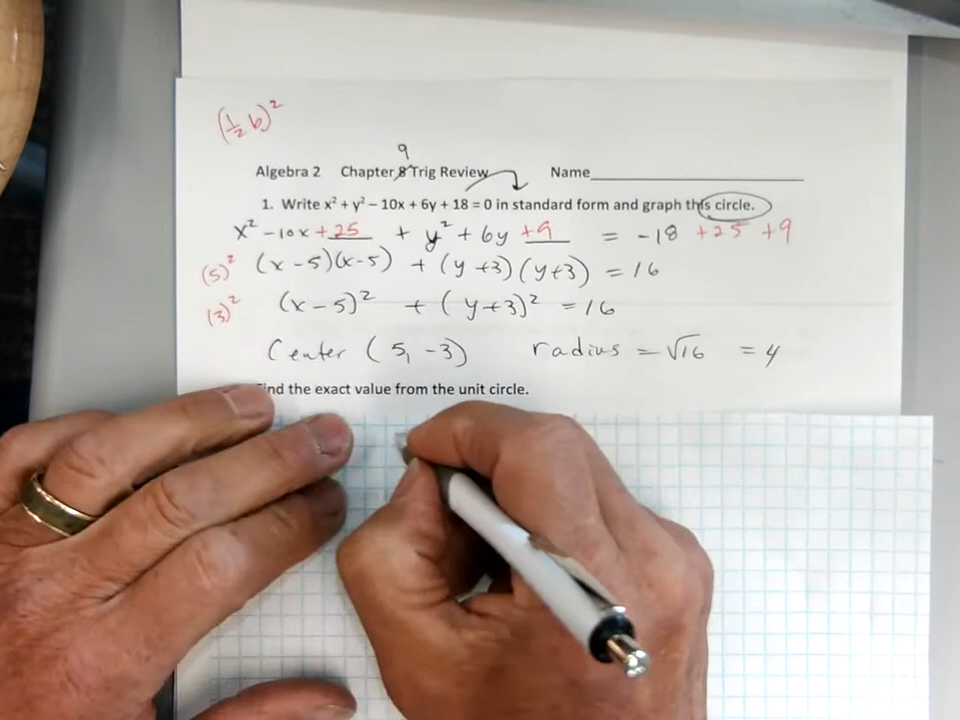 (1/2 b)²
9
Algebra 2 Chapter 8 Trig Review Name
1. Write x² + y² – 10x + 6y + 18 = 0 in standard form and graph this circle.
x² - 10x + 25 + y² + 6y + 9 = -18 + 25 + 9
(5)² (x - 5)(x - 5) + (y + 3)(y + 3) = 16
(3)² (x - 5)² + (y + 3)² = 16
Center (5, -3) radius = √16 = 4
the exact value from the unit circle.